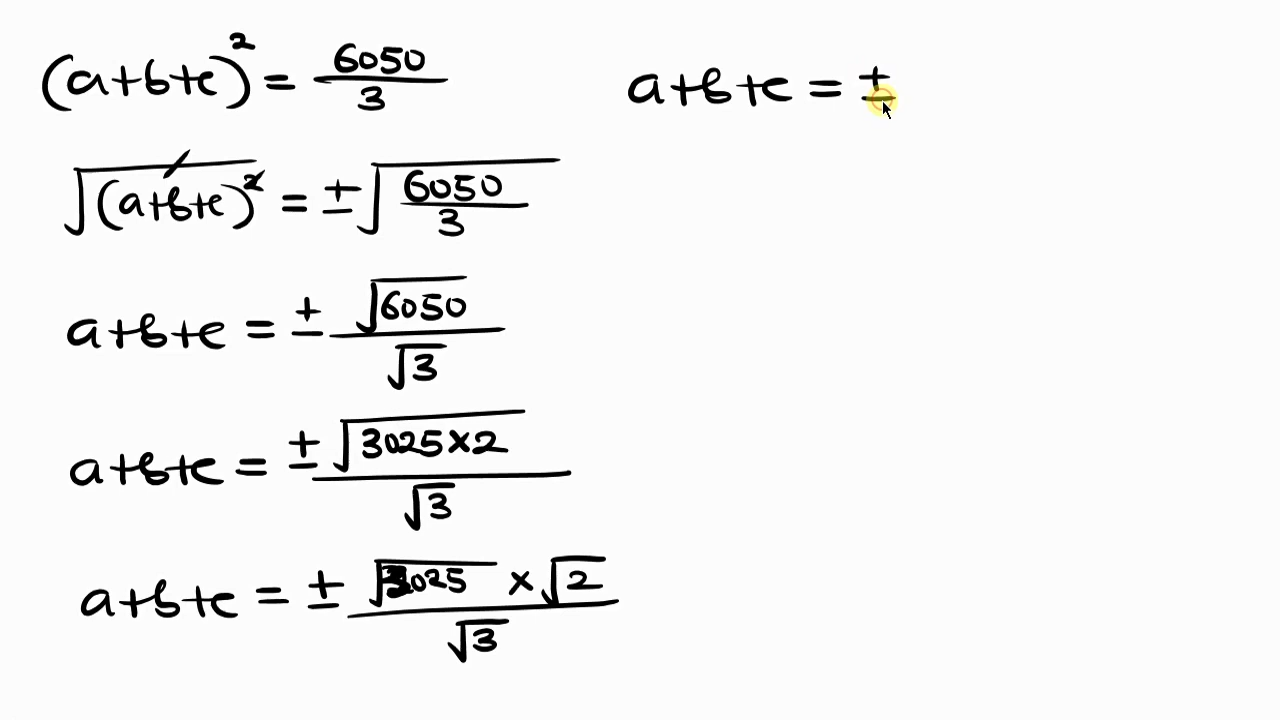 (a+b+c)² = 6050/3
√(a+b+c)² = ±√6050/3
a+b+c = ± √6050/√3
a+b+c = ± √3025×2/√3
a+b+c = ± √3025 × √2/√3
a+b+c = ±